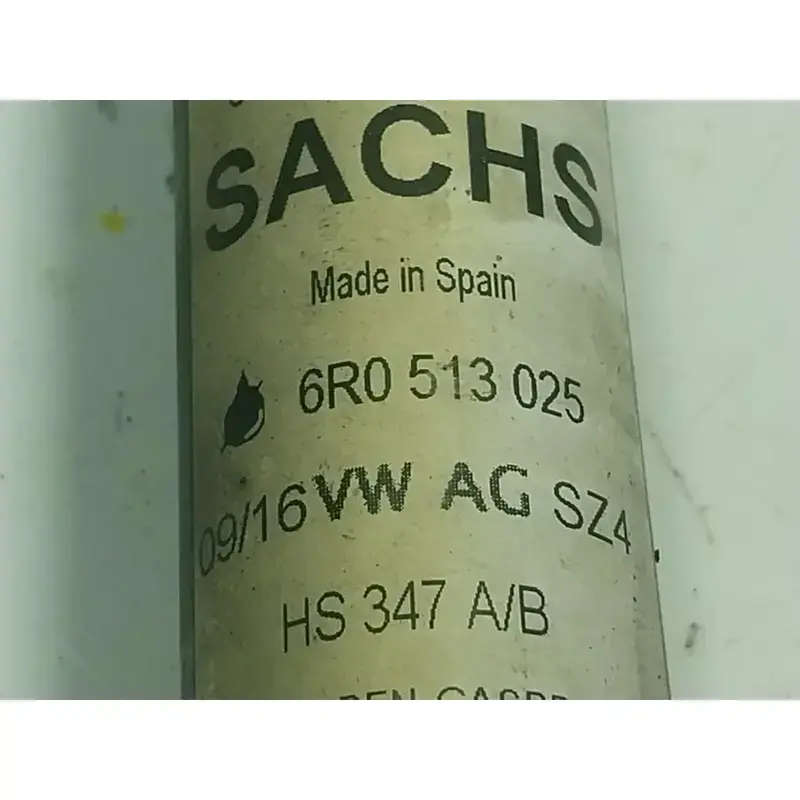 SACHS
Made in Spain
6R0 513 025
09/16 VW AG SZ4
HS 347 A/B